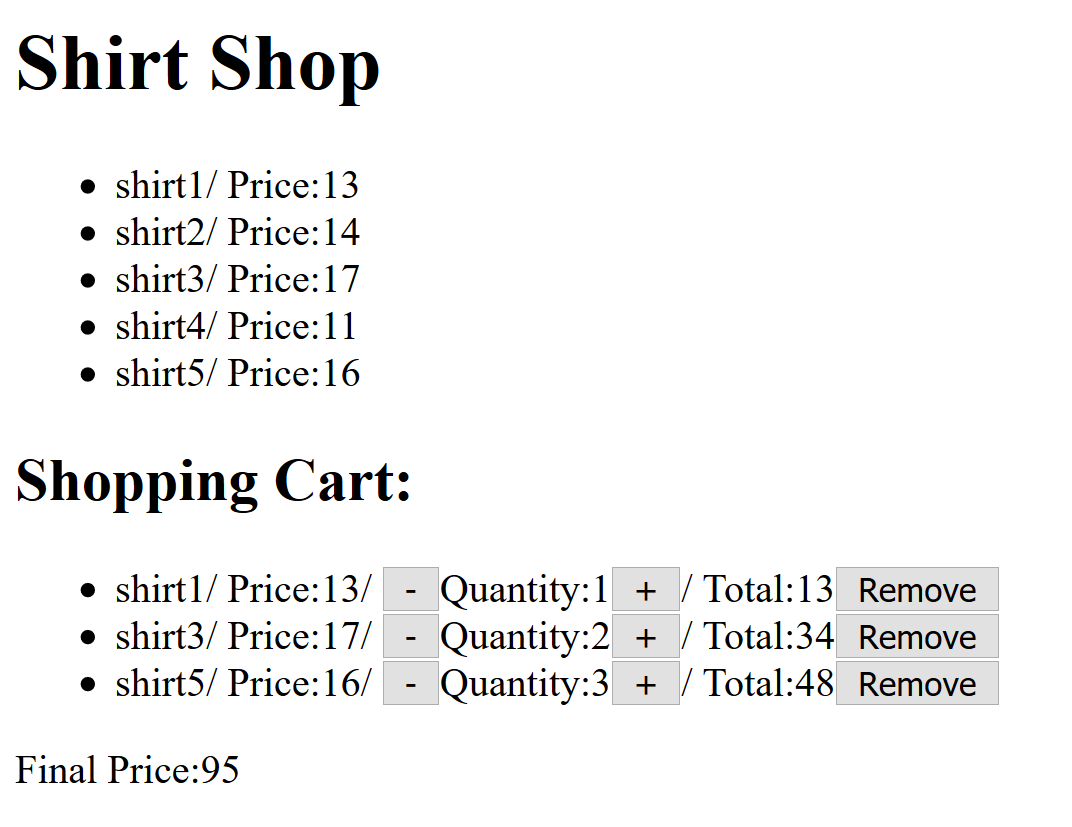 Shirt Shop
shirt1/ Price:13
shirt2/ Price:14
shirt3/ Price:17
shirt4/ Price:11
shirt5/ Price:16
Shopping Cart:
shirt1/ Price:13/ - Quantity:1 + / Total:13 Remove
shirt3/ Price:17/ - Quantity:2 + / Total:34 Remove
shirt5/ Price:16/ - Quantity:3 + / Total:48 Remove
Final Price:95